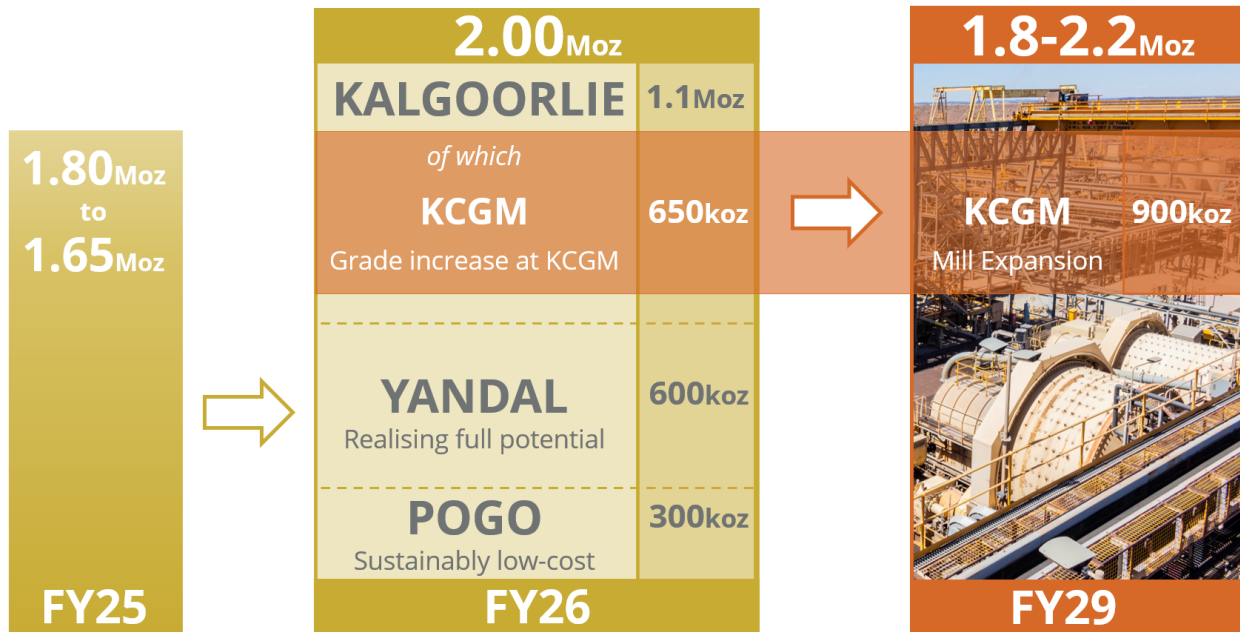 1.80Moz
to
1.65Moz
FY25
2.00Moz
KALGOORLIE 1.1Moz
of which
KCGM 650koz
Grade increase at KCGM
YANDAL 600koz
Realising full potential
POGO 300koz
Sustainably low-cost
FY26
1.8-2.2Moz
KCGM 900koz
Mill Expansion
FY29